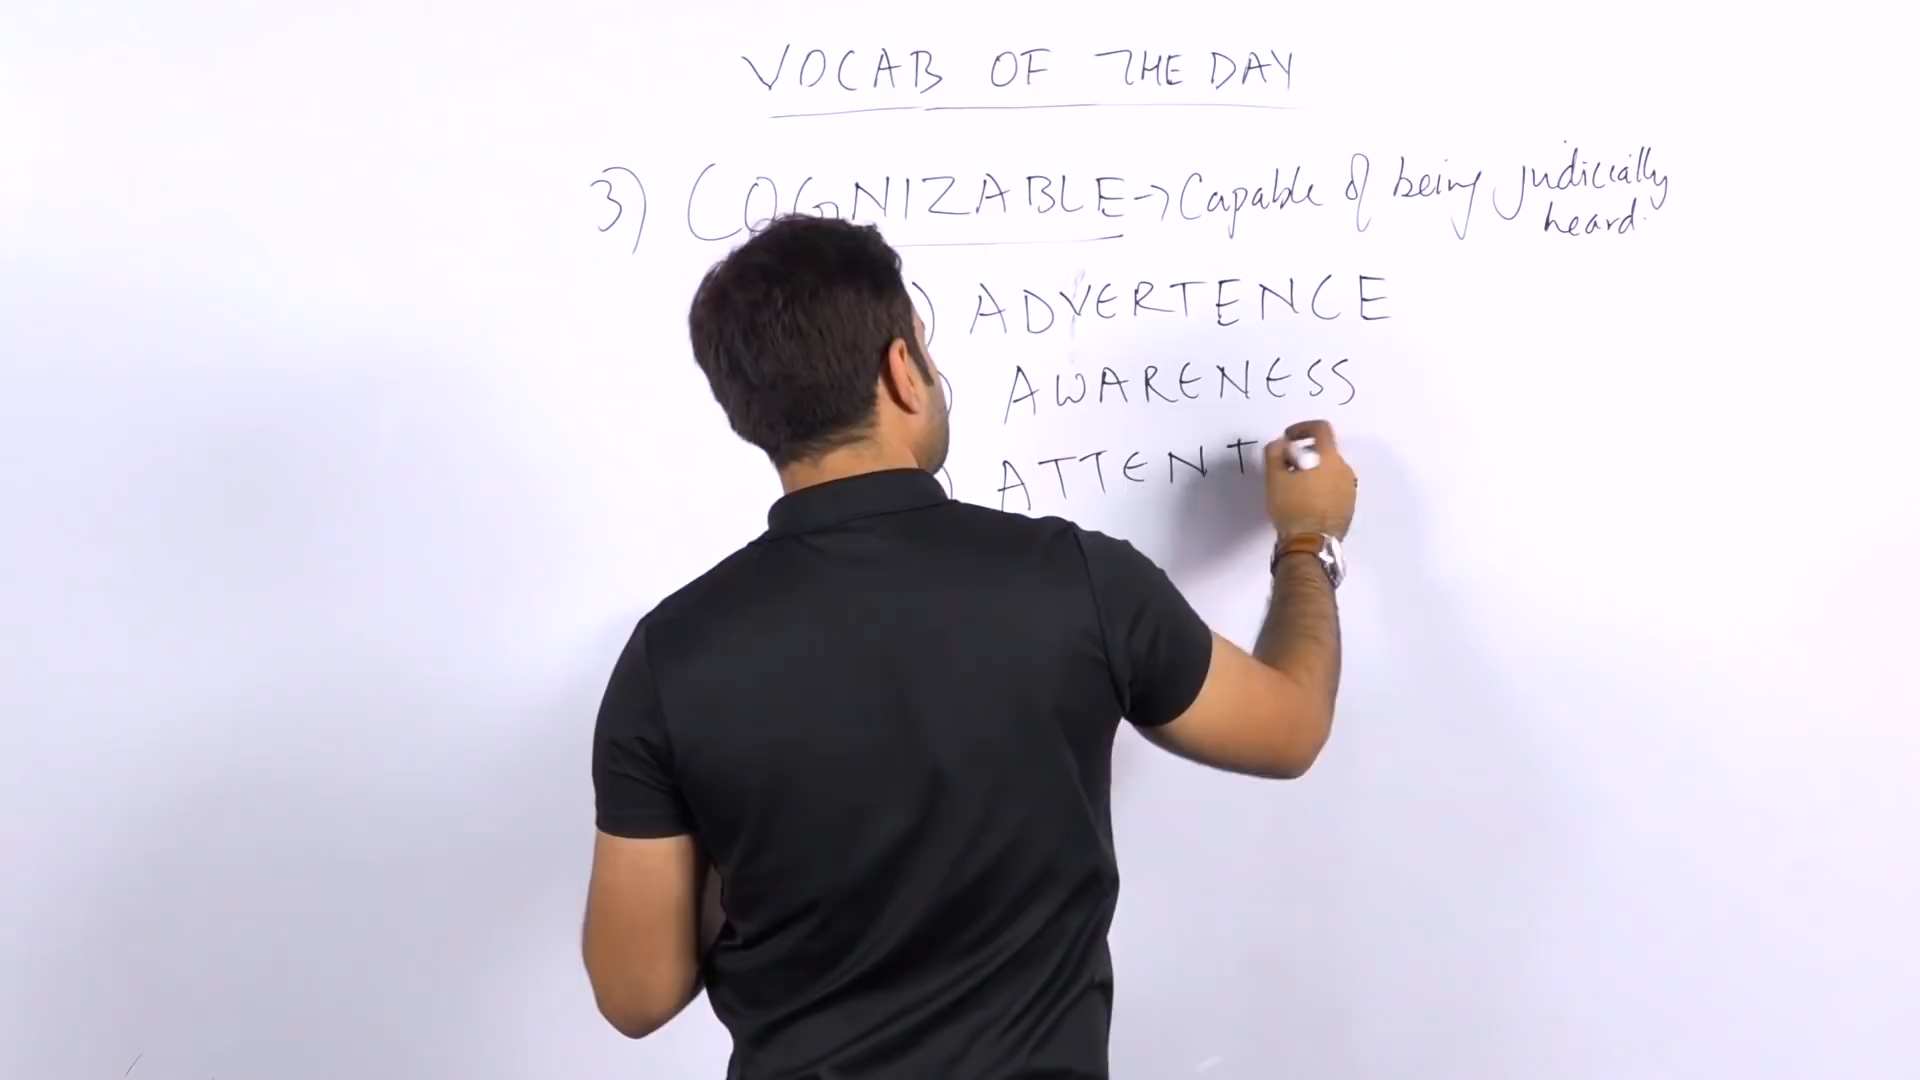 VOCAB OF THE DAY
3) COGNIZABLE → Capable of being judicially
heard.
) ADVERTENCE
) AWARENESS
) ATTENT